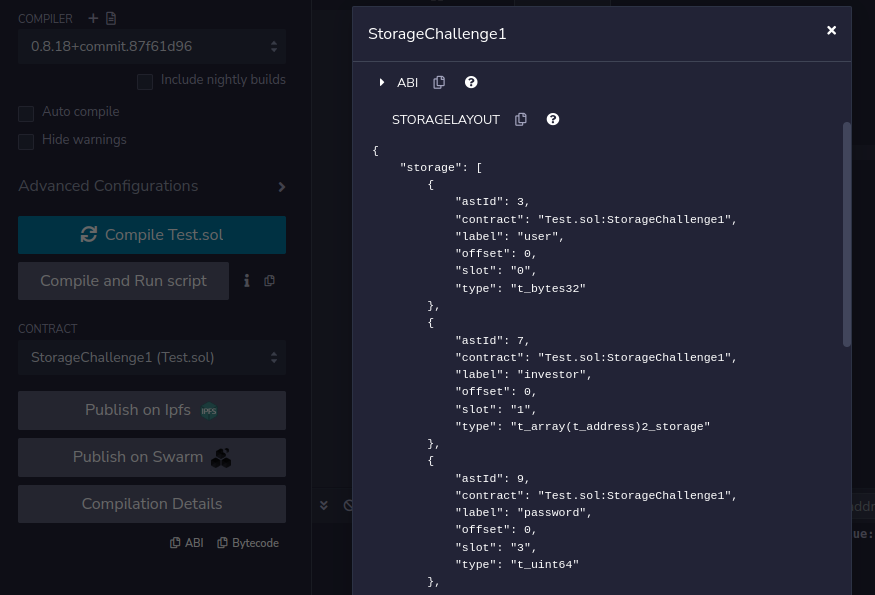 COMPILER
0.8.18+commit.87f61d96
Include nightly builds
Auto compile
Hide warnings
Advanced Configurations
Compile Test.sol
Compile and Run script
CONTRACT
StorageChallenge1 (Test.sol)
Publish on Ipfs
IPFS
Publish on Swarm
Compilation Details
ABI
Bytecode
StorageChallenge1
ABI
STORAGELAYOUT
{
"storage": [
{
"astId": 3,
"contract": "Test.sol:StorageChallenge1",
"label": "user",
"offset": 0,
"slot": "0",
"type": "t_bytes32"
},
{
"astId": 7,
"contract": "Test.sol:StorageChallenge1",
"label": "investor",
"offset": 0,
"slot": "1",
"type": "t_array(t_address)2_storage"
},
{
"astId": 9,
"contract": "Test.sol:StorageChallenge1",
"label": "password",
"offset": 0,
"slot": "3",
"type": "t_uint64"
},